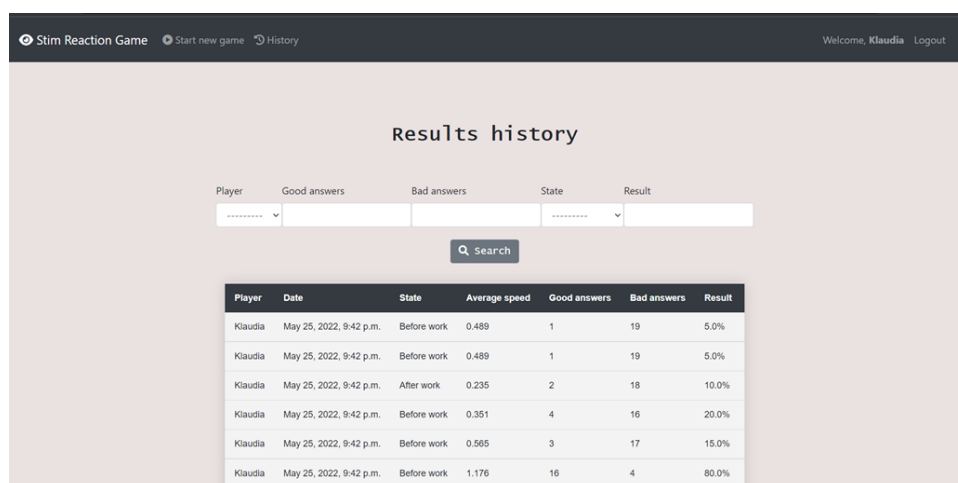 Stim Reaction Game Start new game History Welcome, Klaudia Logout
Results history
Player Good answers Bad answers State Result
--------- ---------
Search
Player Date State Average speed Good answers Bad answers Result
Klaudia May 25, 2022, 9:42 p.m. Before work 0.489 1 19 5.0%
Klaudia May 25, 2022, 9:42 p.m. Before work 0.489 1 19 5.0%
Klaudia May 25, 2022, 9:42 p.m. After work 0.235 2 18 10.0%
Klaudia May 25, 2022, 9:42 p.m. Before work 0.351 4 16 20.0%
Klaudia May 25, 2022, 9:42 p.m. Before work 0.565 3 17 15.0%
Klaudia May 25, 2022, 9:42 p.m. Before work 1.176 16 4 80.0%